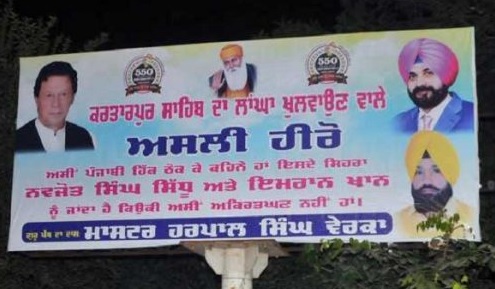 550
550
ਕਰਤਾਰਪੁਰ ਸਾਹਿਬ ਦਾ ਲਾਂਘਾ ਖੁਲਵਾਉਣ ਵਾਲੇ
ਅਸਲੀ ਹੀਰੋ
ਅਸੀਂ ਪੰਜਾਬੀ ਹਿੱਕ ਠੋਕ ਕੇ ਕਹਿਨੇ ਹਾਂ ਇਸਦੇ ਸਿਹਰਾ
ਨਵਜੋਤ ਸਿੰਘ ਸਿੱਧੂ ਅਤੇ ਇਮਰਾਨ ਖਾਨ
ਨੂੰ ਜਾਂਦਾ ਹੈ ਕਿਉਂਕੀ ਅਸੀਂ ਅਕਿਰਤਘਣ ਨਹੀਂ ਹਾਂ।
ਗੁਰੂ ਪੰਥ ਦਾ ਦਾਸ: ਮਾਸਟਰ ਹਰਪਾਲ ਸਿੰਘ ਵੇਰਕਾ